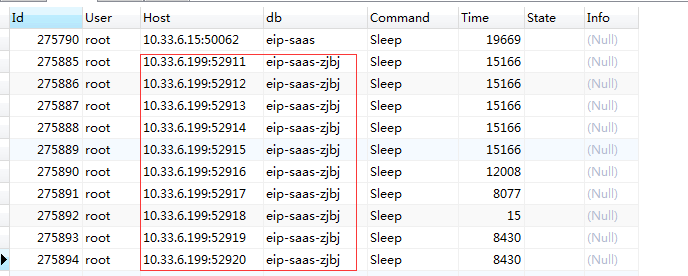 Id User Host db Command Time State Info
275790 root 10.33.6.15:50062 eip-saas Sleep 19669 (Null)
275885 root 10.33.6.199:52911 eip-saas-zjbj Sleep 15166 (Null)
275886 root 10.33.6.199:52912 eip-saas-zjbj Sleep 15166 (Null)
275887 root 10.33.6.199:52913 eip-saas-zjbj Sleep 15166 (Null)
275888 root 10.33.6.199:52914 eip-saas-zjbj Sleep 15166 (Null)
275889 root 10.33.6.199:52915 eip-saas-zjbj Sleep 15166 (Null)
275890 root 10.33.6.199:52916 eip-saas-zjbj Sleep 12008 (Null)
275891 root 10.33.6.199:52917 eip-saas-zjbj Sleep 8077 (Null)
275892 root 10.33.6.199:52918 eip-saas-zjbj Sleep 15 (Null)
275893 root 10.33.6.199:52919 eip-saas-zjbj Sleep 8430 (Null)
275894 root 10.33.6.199:52920 eip-saas-zjbj Sleep 8430 (Null)